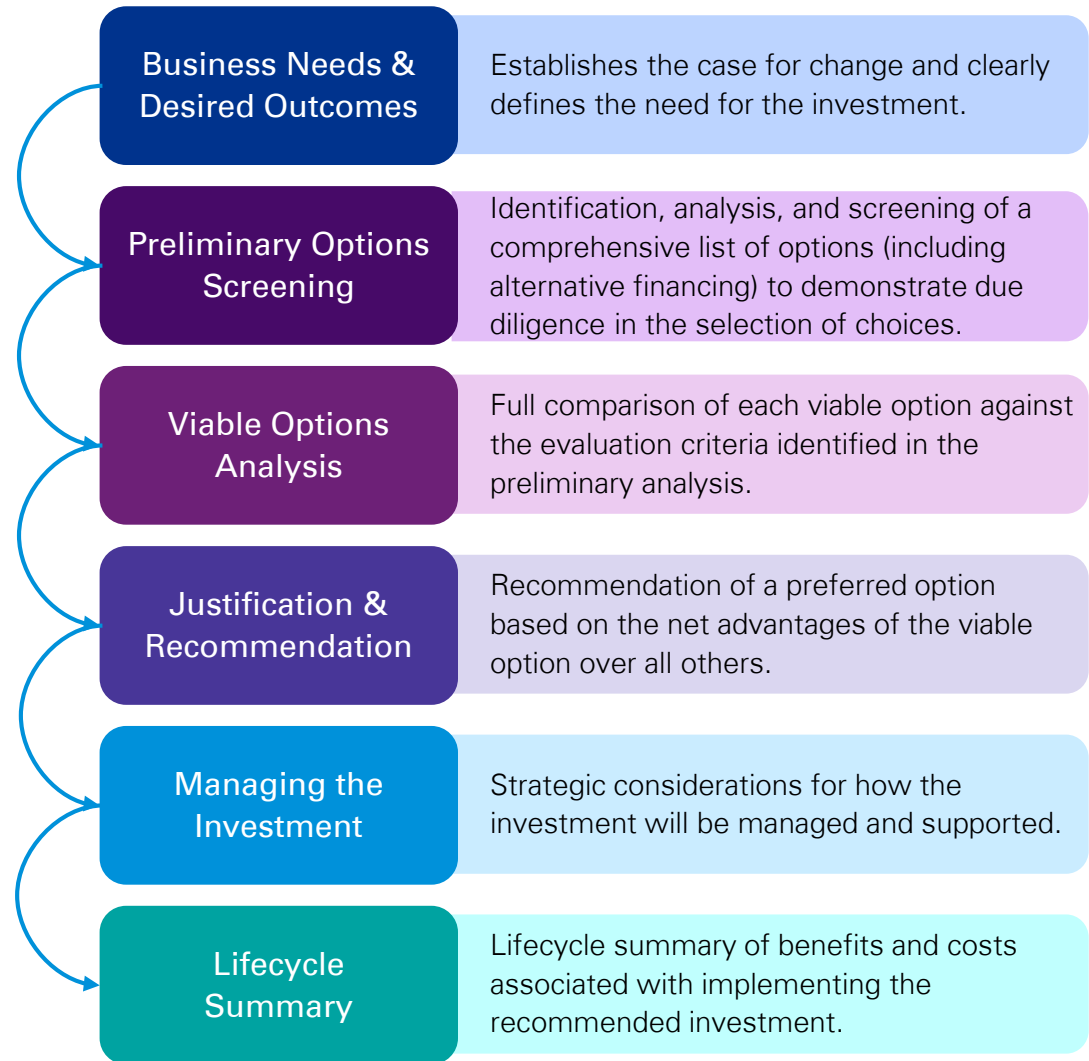 Business Needs &
Desired Outcomes
Establishes the case for change and clearly
defines the need for the investment.
Preliminary Options
Screening
Identification, analysis, and screening of a
comprehensive list of options (including
alternative financing) to demonstrate due
diligence in the selection of choices.
Viable Options
Analysis
Full comparison of each viable option against
the evaluation criteria identified in the
preliminary analysis.
Justification &
Recommendation
Recommendation of a preferred option
based on the net advantages of the viable
option over all others.
Managing the
Investment
Strategic considerations for how the
investment will be managed and supported.
Lifecycle
Summary
Lifecycle summary of benefits and costs
associated with implementing the
recommended investment.